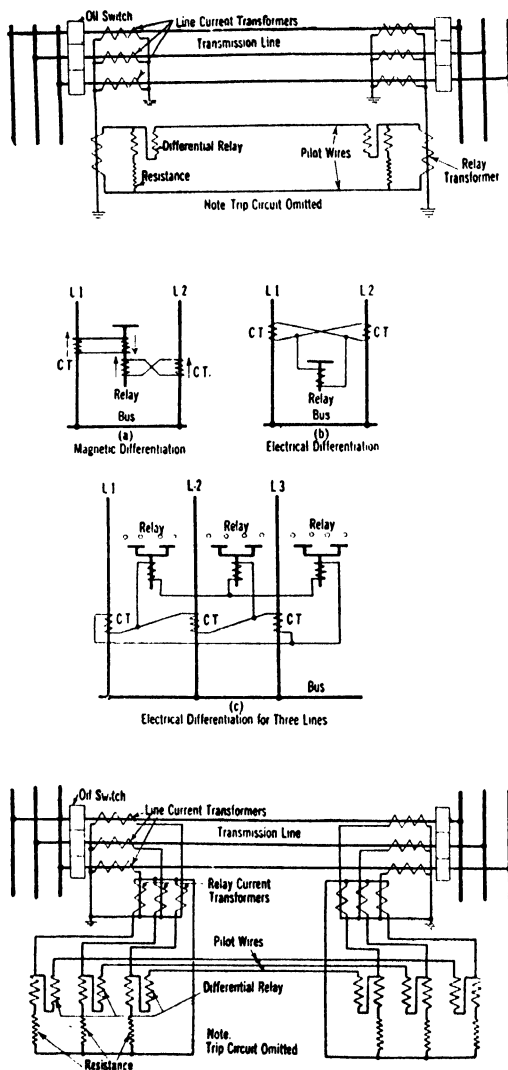 Oil Switch
Line Current Transformers
Transmission Line
Differential Relay
Pilot Wires
Resistance
Relay
Transformer
Note Trip Circuit Omitted
L1 L2
CT CT.
Relay
Bus
(a)
Magnetic Differentiation
L1 L2
CT CT
Relay
Bus
(b)
Electrical Differentiation
L1 L-2 L3
Relay Relay Relay
CT CT CT
Bus
(c)
Electrical Differentiation for Three Lines
Oil Switch
Line Current Transformers
Transmission Line
Relay Current
Transformers
Pilot Wires
Differential Relay
Note.
Trip Circuit Omitted
Resistance